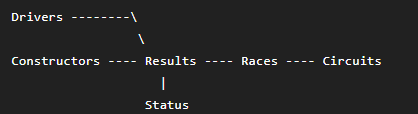 Drivers --------\
\
Constructors ---- Results ---- Races ---- Circuits
|
Status